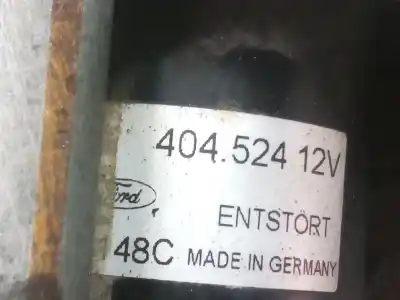 404.524 12V
Ford
ENTSTÖRT
48C MADE IN GERMANY